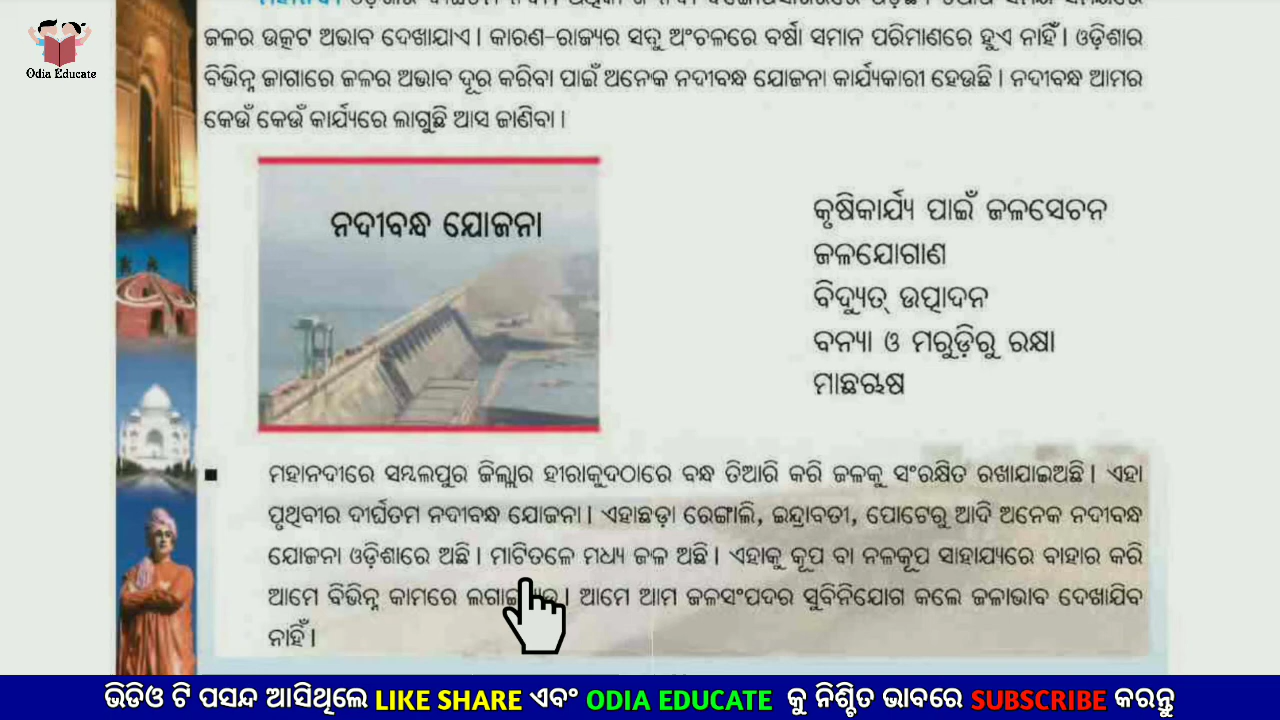 Odia Educate
ଜଳର ଉତ୍କଟ ଅଭାବ ଦେଖାଯାଏ । କାରଣ-ରାଜ୍ୟର ସବୁ ଅଂଚଳରେ ବର୍ଷା ସମାନ ପରିମାଣରେ ହୁଏ ନାହିଁ । ଓଡ଼ିଶାର
ବିଭିନ୍ନ ଜାଗାରେ ଜଳର ଅଭାବ ଦୂର କରିବା ପାଇଁ ଅନେକ ନଦୀବନ୍ଧ ଯୋଜନା କାର୍ଯ୍ୟକାରୀ ହେଉଛି । ନଦୀବନ୍ଧ ଆମର
କେଉଁ କେଉଁ କାର୍ଯ୍ୟରେ ଲାଗୁଛି ଆସ ଜାଣିବା ।
ନଦୀବନ୍ଧ ଯୋଜନା
କୃଷିକାର୍ଯ୍ୟ ପାଇଁ ଜଳସେଚନ
ଜଳଯୋଗାଣ
ବିଦ୍ୟୁତ୍ ଉତ୍ପାଦନ
ବନ୍ୟା ଓ ମରୁଡ଼ିରୁ ରକ୍ଷା
ମାଛଚାଷ
■ ମହାନଦୀରେ ସମ୍ବଲପୁର ଜିଲ୍ଲାର ହୀରାକୁଦଠାରେ ବନ୍ଧ ତିଆରି କରି ଜଳକୁ ସଂରକ୍ଷିତ ରଖାଯାଇଅଛି । ଏହା
ପୃଥିବୀର ଦୀର୍ଘତମ ନଦୀବନ୍ଧ ଯୋଜନା । ଏହାଛଡ଼ା ରେଙ୍ଗାଲି, ଇନ୍ଦ୍ରାବତୀ, ପୋଟେରୁ ଆଦି ଅନେକ ନଦୀବନ୍ଧ
ଯୋଜନା ଓଡ଼ିଶାରେ ଅଛି । ମାଟିତଳେ ମଧ୍ୟ ଜଳ ଅଛି । ଏହାକୁ କୂପ ବା ନଳକୂପ ସାହାଯ୍ୟରେ ବାହାର କରି
ଆମେ ବିଭିନ୍ନ କାମରେ । ଆମେ ଆମ ଜଳସଂପଦର ସୁବିନିଯୋଗ କଲେ ଜଳାଭାବ ଦେଖାଯିବ
ନାହିଁ ।
ଭିଡିଓ ଟି ପସନ୍ଦ ଆସିଥିଲେ LIKE SHARE ଏବଂ ODIA EDUCATE କୁ ନିଶ୍ଚିତ ଭାବରେ SUBSCRIBE କରନ୍ତୁ